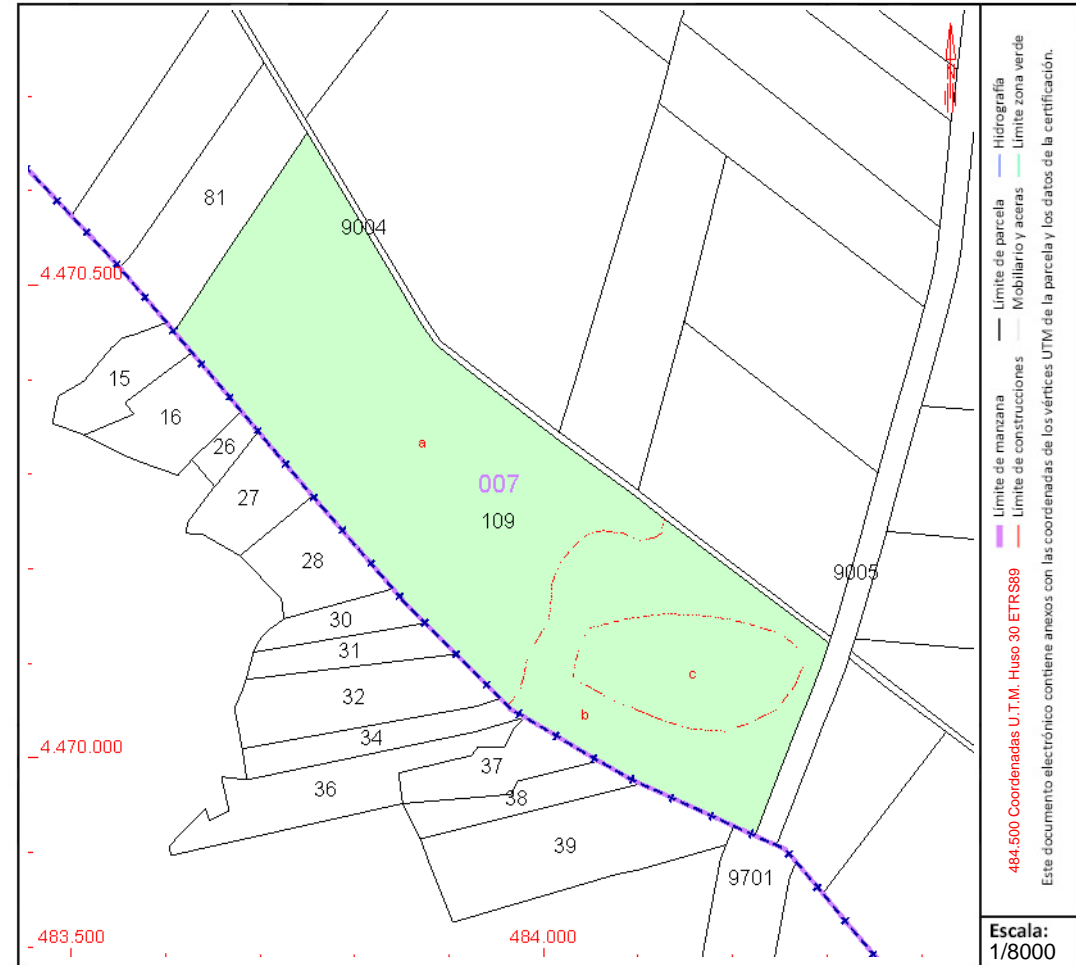 81
9004
4.470.500
15
16
a
26
007
27
109
28
9005
30
31
c
32
b
34
4.470.000
37
36
38
39
9701
483.500
484.000
N
Límite de manzana
Límite de parcela
Hidrografía
484.500 Coordenadas U.T.M. Huso 30 ETRS89
Límite de construcciones
Mobiliario y aceras
Límite zona verde
Este documento electrónico contiene anexos con las coordenadas de los vértices UTM de la parcela y los datos de la certificación.
Escala:
1/8000